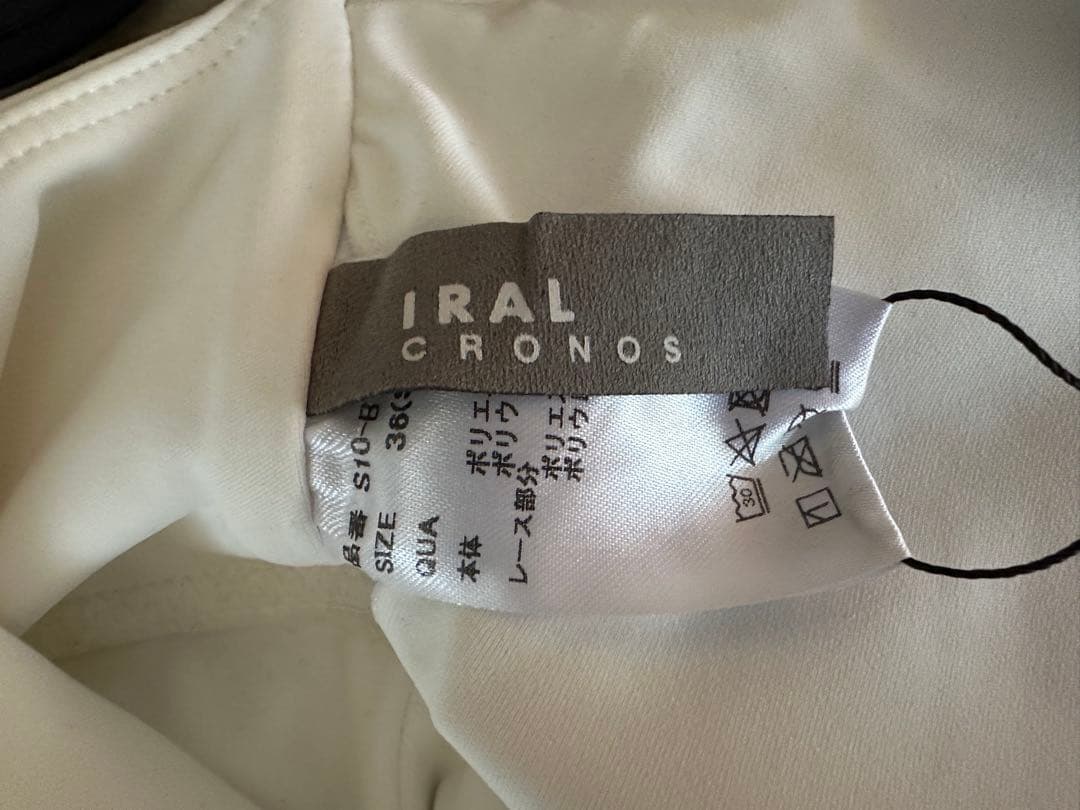 IRAL
CRONOS
品番 S10-B
SIZE 36(S
QUA
本体 ポリエ
ポリウ
レース部分 ポリエ
ポリウ
30